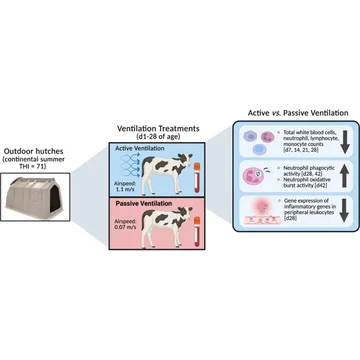 Outdoor hutches
(continental summer
THI = 71)
Ventilation Treatments
(d1-28 of age)
Active Ventilation
Airspeed:
1.1 m/s
Passive Ventilation
Airspeed:
0.07 m/s
Active vs. Passive Ventilation
Total white blood cells,
neutrophil, lymphocyte,
monocyte counts
[d7, 14, 21, 28]
Neutrophil phagocytic
activity [d28, 42]
Neutrophil oxidative
burst activity [d42]
Gene expression of
inflammatory genes in
peripheral leukocytes
[d28]